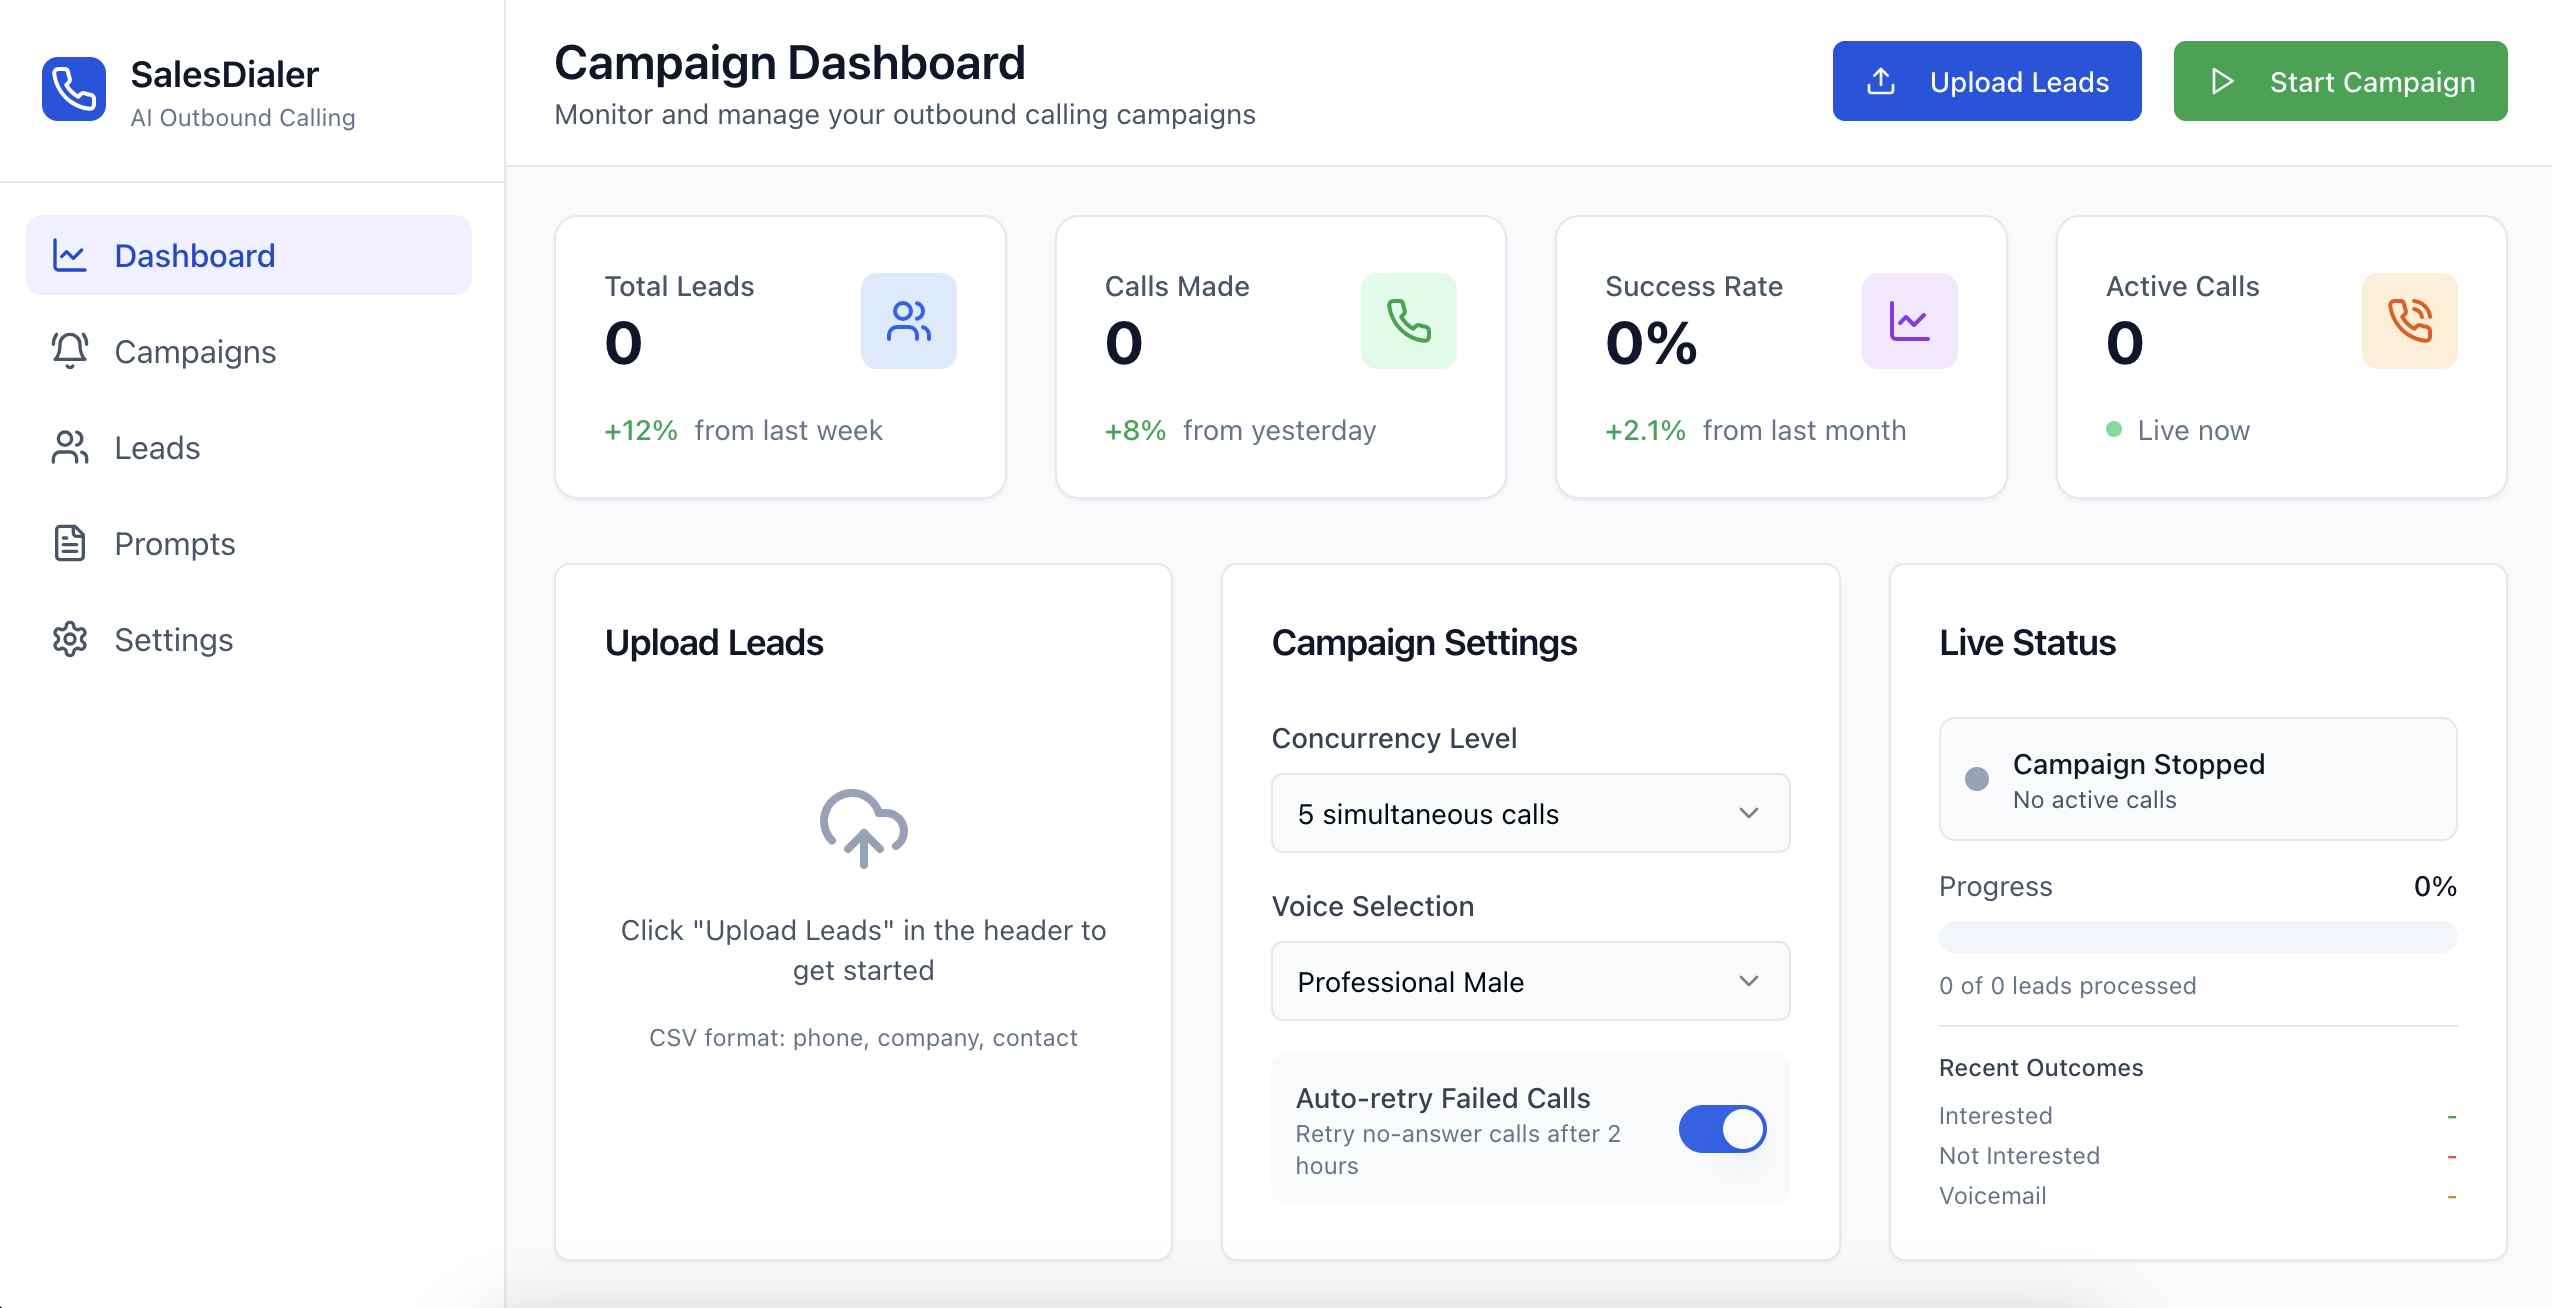 SalesDialer
AI Outbound Calling
Dashboard
Campaigns
Leads
Prompts
Settings
Campaign Dashboard
Monitor and manage your outbound calling campaigns
Upload Leads
Start Campaign
Total Leads
0
+12% from last week
Calls Made
0
+8% from yesterday
Success Rate
0%
+2.1% from last month
Active Calls
0
Live now
Upload Leads
Click "Upload Leads" in the header to
get started
CSV format: phone, company, contact
Campaign Settings
Concurrency Level
5 simultaneous calls
Voice Selection
Professional Male
Auto-retry Failed Calls
Retry no-answer calls after 2
hours
Live Status
Campaign Stopped
No active calls
Progress 0%
0 of 0 leads processed
Recent Outcomes
Interested -
Not Interested -
Voicemail -